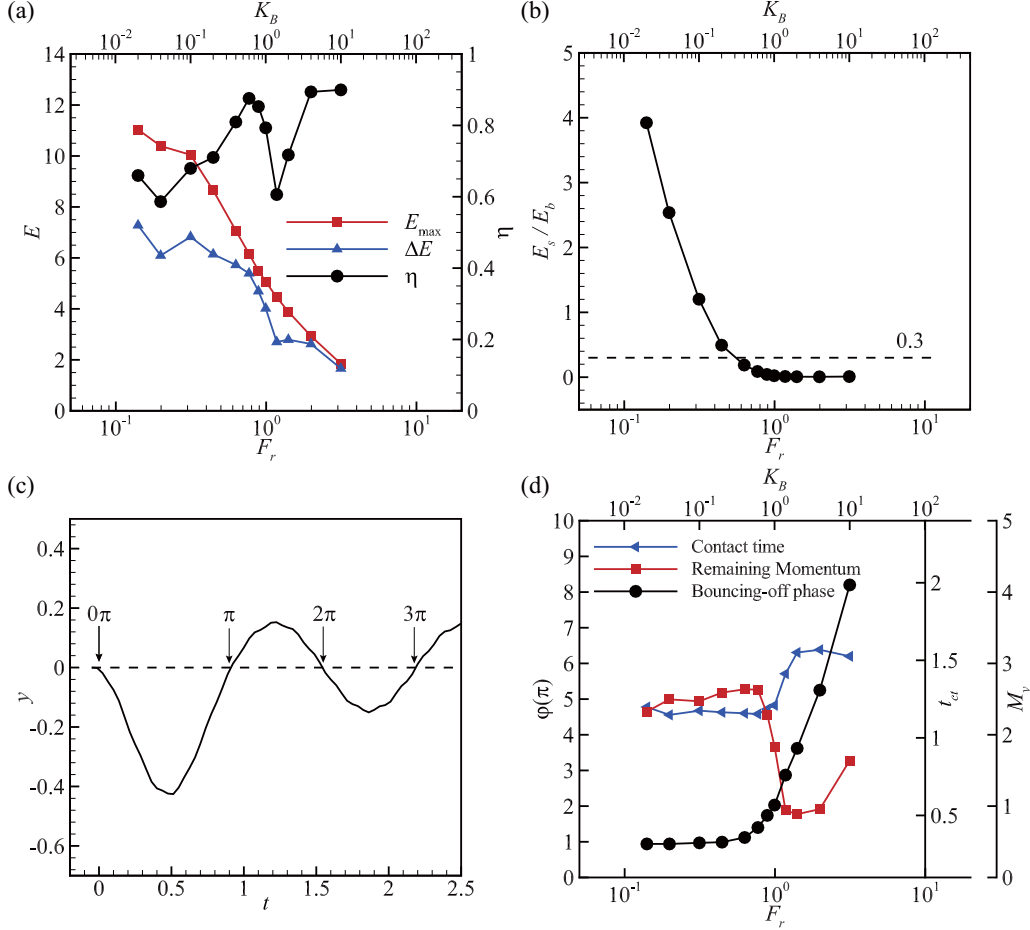 (a)
K_B
10^-2 10^-1 10^0 10^1 10^2
14
12
10
8
6
4
2
0
E
1
0.8
0.6
0.4
0.2
0
η
E_max
ΔE
η
10^-1 10^0 10^1
F_r
(b)
K_B
10^-2 10^-1 10^0 10^1 10^2
5
4
3
2
1
0
E_s / E_b
0.3
10^-1 10^0 10^1
F_r
(c)
0.4
0.2
0
-0.2
-0.4
-0.6
y
0π π 2π 3π
0 0.5 1 1.5 2 2.5
t
(d)
K_B
10^-2 10^-1 10^0 10^1 10^2
10
9
8
7
6
5
4
3
2
1
0
φ(π)
Contact time
Remaining Momentum
Bouncing-off phase
2
1.5
1
0.5
t_ct
5
4
3
2
1
0
M_v
10^-1 10^0 10^1
F_r